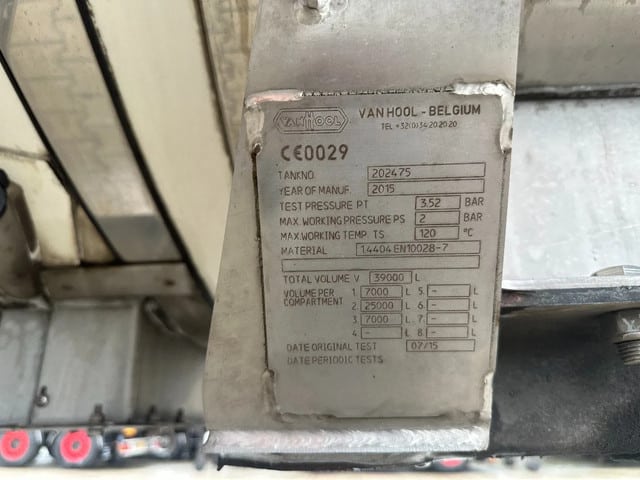 VAN HOOL
VAN HOOL - BELGIUM
TEL +32(0)34202020
CE0029
TANKNO. 202475
YEAR OF MANUF. 2015
TEST PRESSURE PT 3.52 BAR
MAX. WORKING PRESSURE PS 2 BAR
MAX. WORKING TEMP. TS 120 °C
MATERIAL 1.4404 EN10028-7
TOTAL VOLUME V 39000 L
VOLUME PER COMPARTMENT 1. 7000 L 5. - L
2. 25000 L 6. - L
3. 7000 L 7. - L
4. - L 8. - L
DATE ORIGINAL TEST 07/15
DATE PERIODIC TESTS